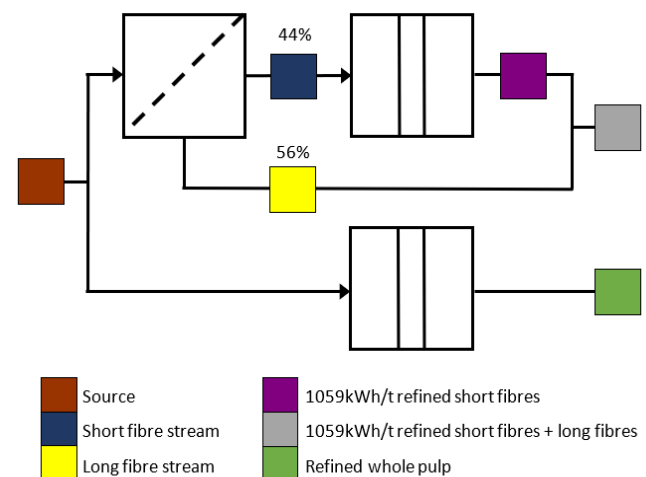 44%
56%
Source
1059kWh/t refined short fibres
Short fibre stream
1059kWh/t refined short fibres + long fibres
Long fibre stream
Refined whole pulp